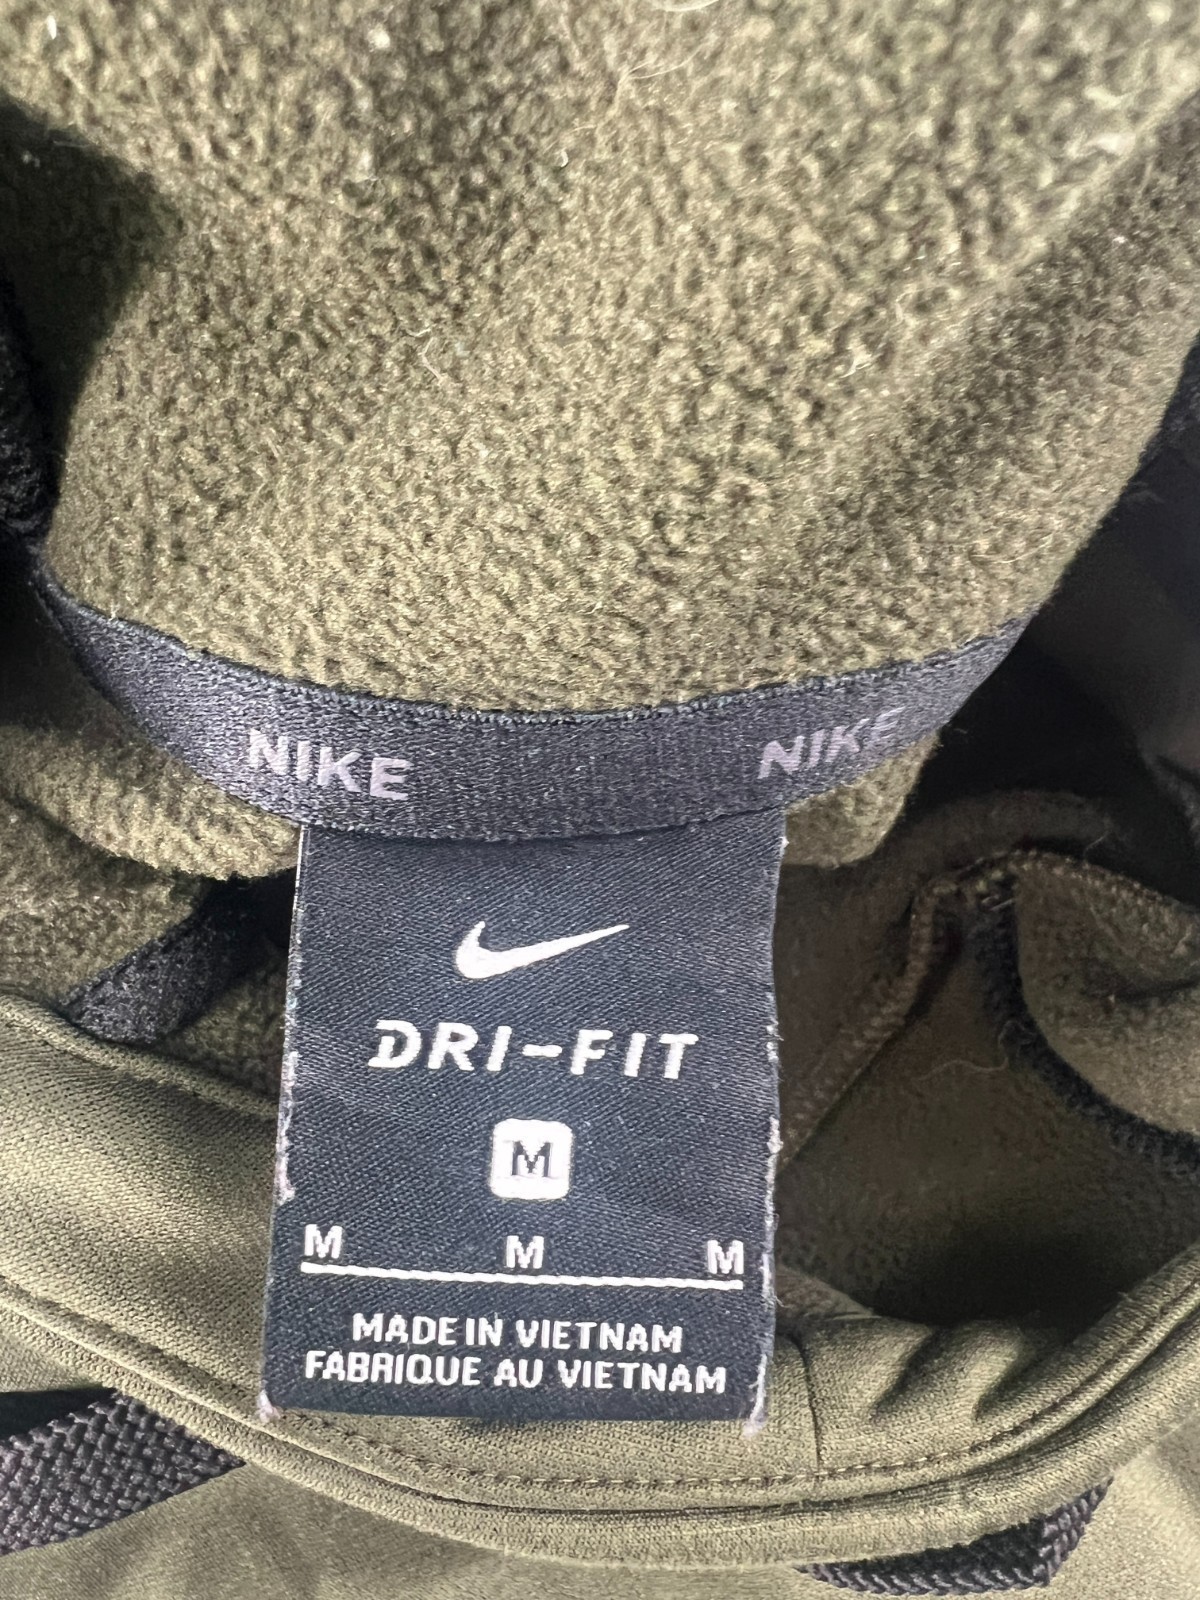 NIKE NIKE
DRI-FIT
M
M M M
MADE IN VIETNAM
FABRIQUE AU VIETNAM